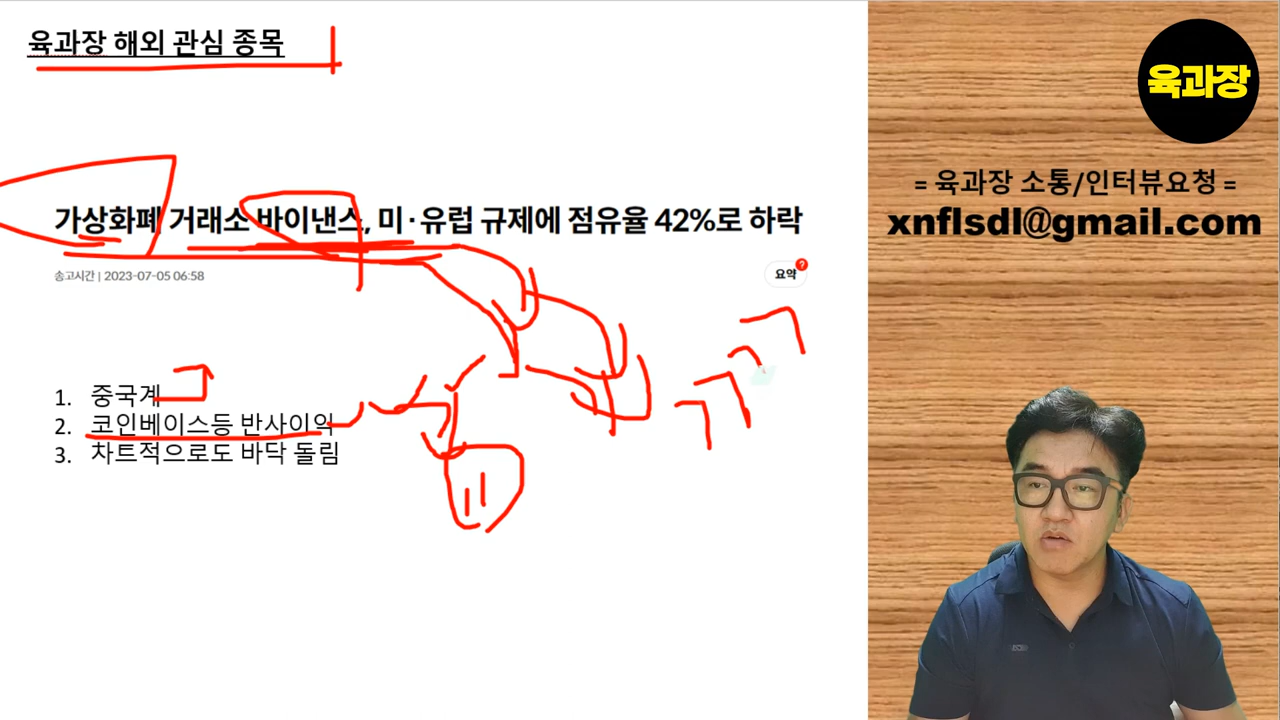 육과장 해외 관심 종목
육과장
= 육과장 소통/인터뷰요청 =
xnflsdl@gmail.com
가상화폐 거래소 바이낸스, 미·유럽 규제에 점유율 42%로 하락
송고시간 | 2023-07-05 06:58
요약
?
1. 중국계
2. 코인베이스등 반사이익
3. 차트적으로도 바닥 돌림